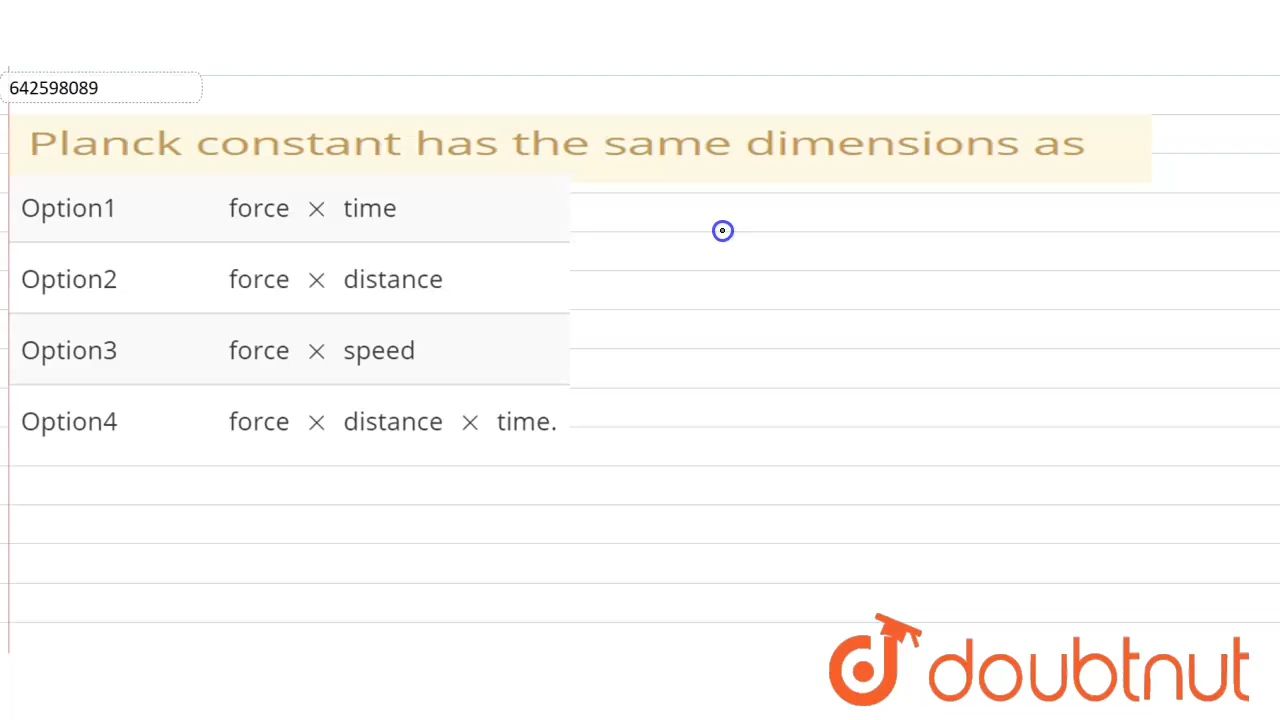 642598089
Planck constant has the same dimensions as
Option1 force × time
Option2 force × distance
Option3 force × speed
Option4 force × distance × time.
doubtnut